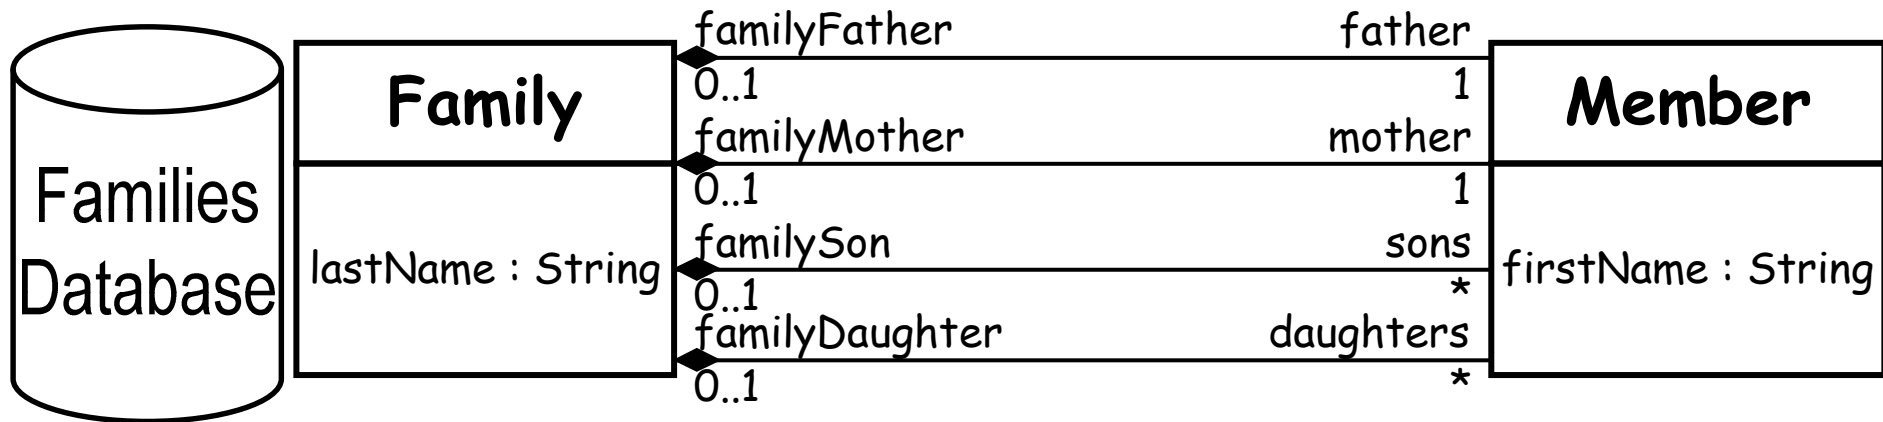 Families
Database
Family
lastName : String
familyFather
father
0..1
1
familyMother
mother
0..1
1
familySon
sons
0..1
*
familyDaughter
daughters
0..1
*
Member
firstName : String